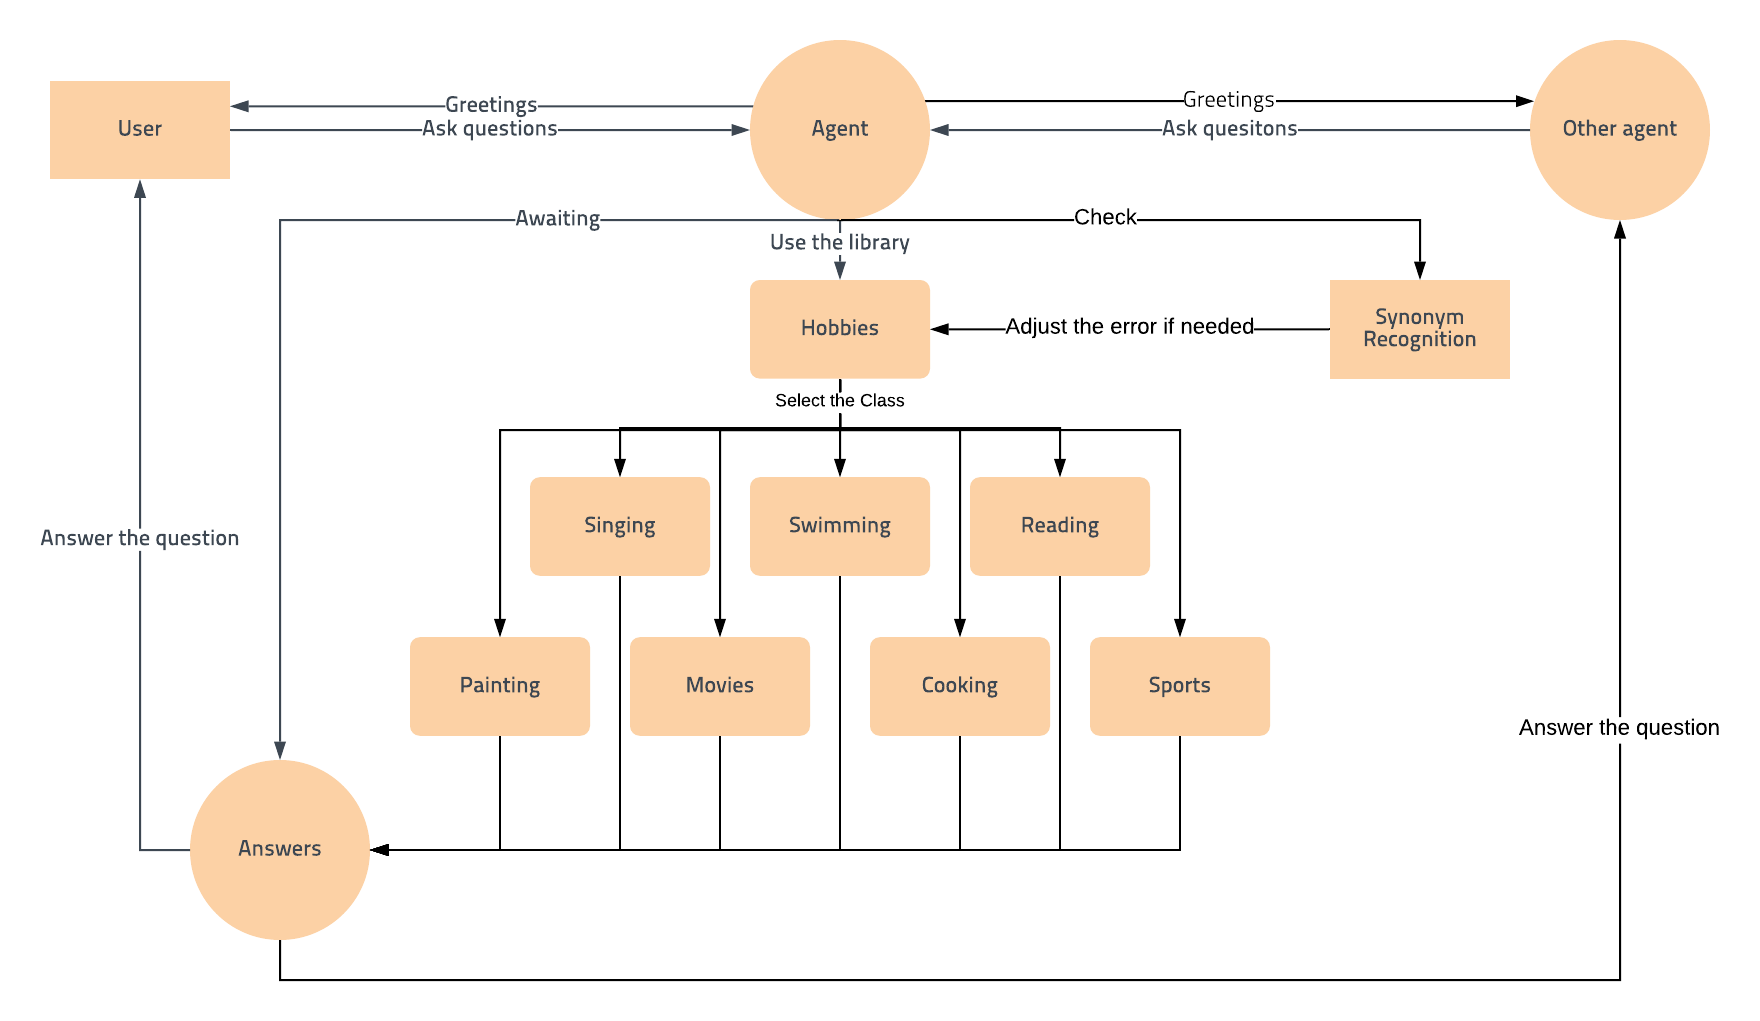 Greetings
Greetings
User
Ask questions
Agent
Ask quesitons
Other agent
Awaiting
Check
Use the library
Hobbies
Adjust the error if needed
Synonym
Recognition
Select the Class
Singing
Swimming
Reading
Answer the question
Painting
Movies
Cooking
Sports
Answer the question
Answers